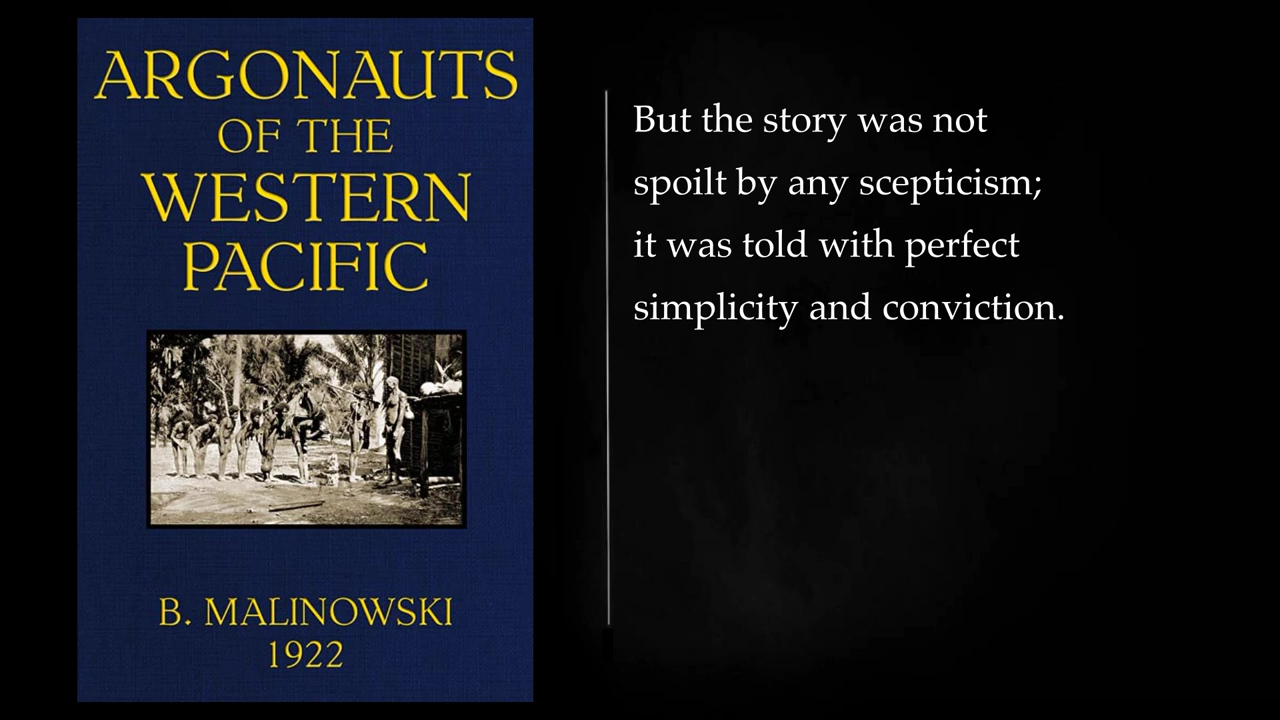 ARGONAUTS
OF THE
WESTERN
PACIFIC
B. MALINOWSKI
1922
But the story was not
spoilt by any scepticism;
it was told with perfect
simplicity and conviction.